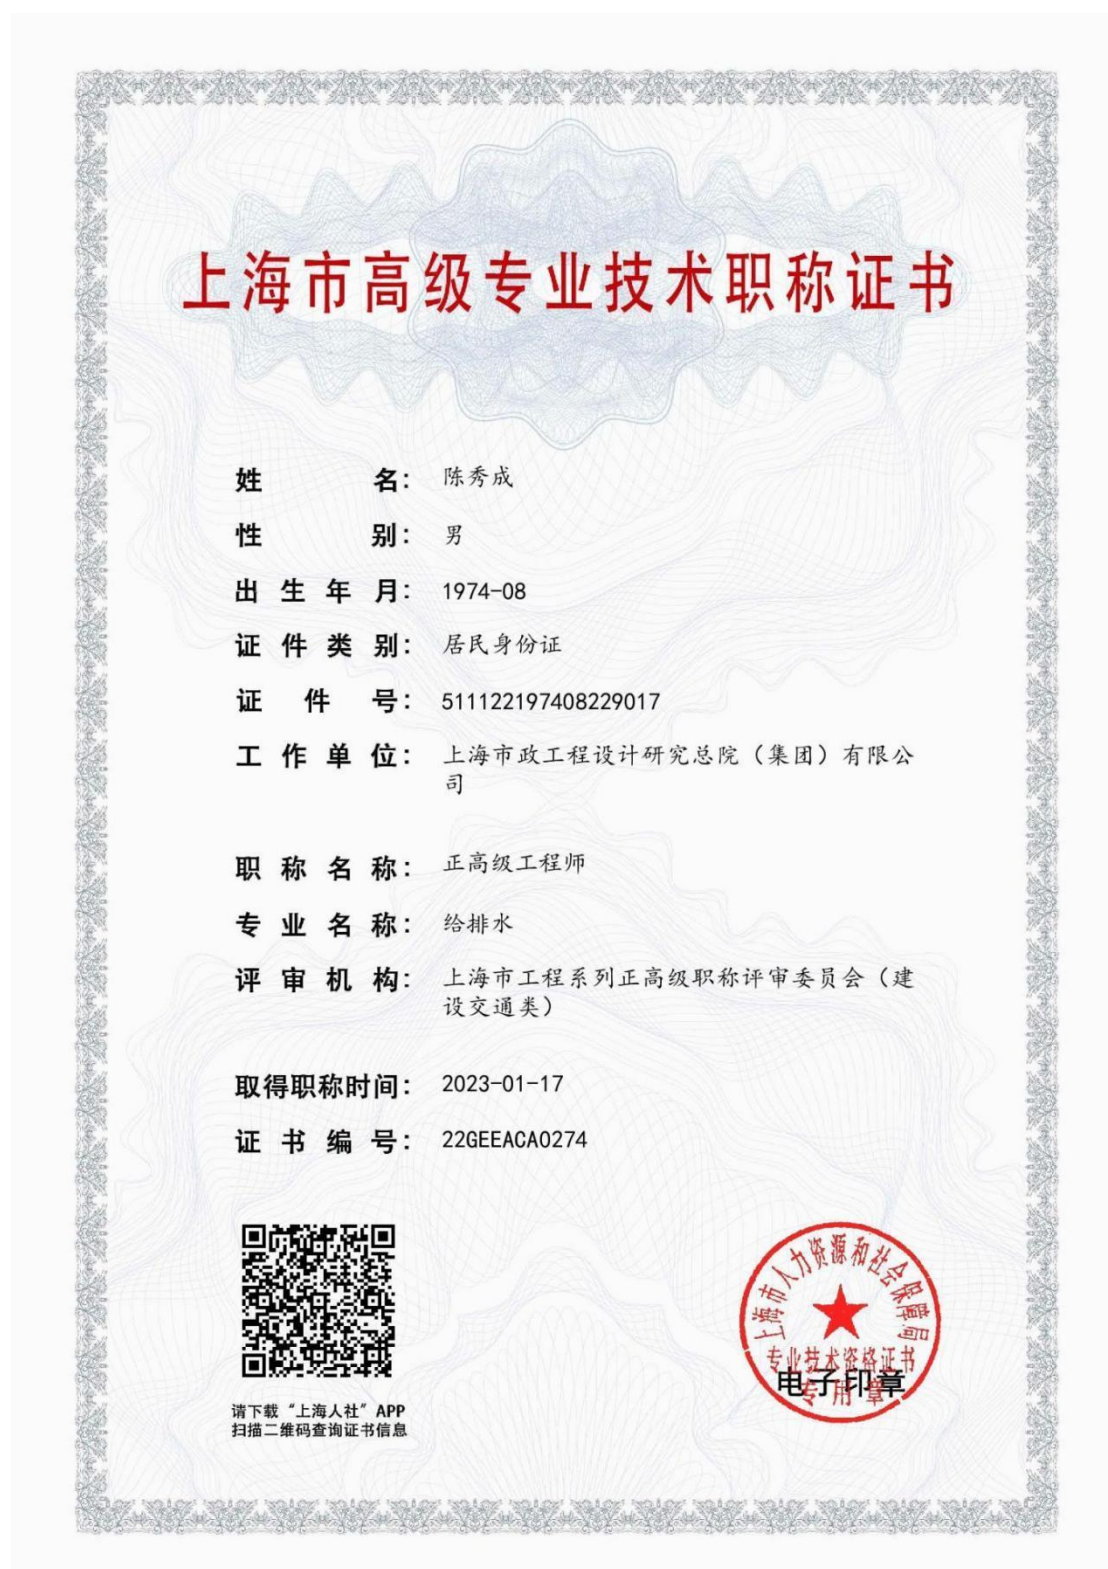 上海市高级专业技术职称证书
姓名：陈秀成
性别：男
出生年月：1974-08
证件类别：居民身份证
证件号：511122197408229017
工作单位：上海市政工程设计研究总院（集团）有限公
司
职称名称：正高级工程师
专业名称：给排水
评审机构：上海市工程系列正高级职称评审委员会（建
设交通类）
取得职称时间：2023-01-17
证书编号：22GEEACA0274
请下载“上海人社”APP
扫描二维码查询证书信息
上海市人力资源和社会保障局
专业技术资格证书
电子印章
专用章